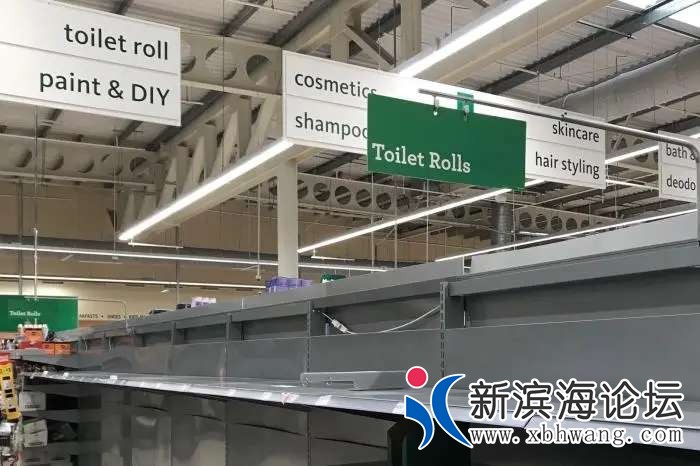 toilet roll
paint & DIY
cosmetics
shampoo
Toilet Rolls
skincare
hair styling
bath &
deodo
Toilet Rolls
新滨海论坛
www.xbhwang.com